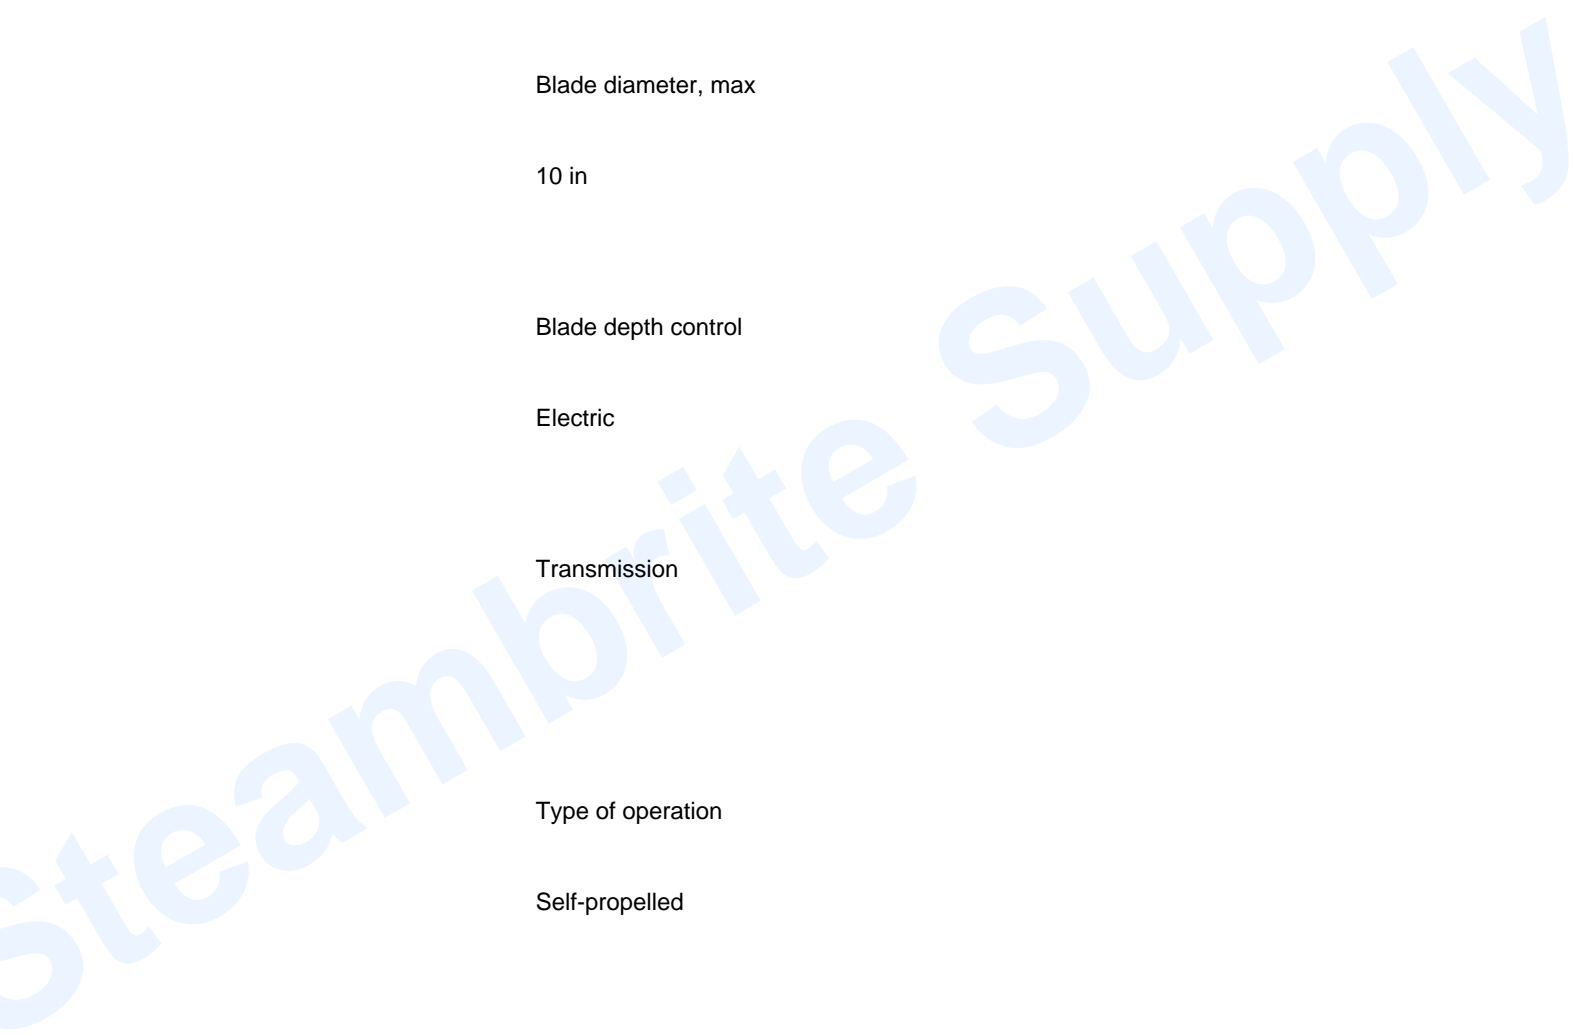 Blade diameter, max
10 in
Blade depth control
Electric
Transmission
Type of operation
Self-propelled
Steambrite Supply